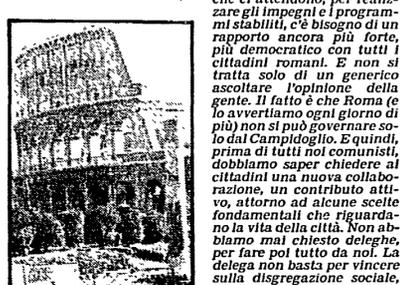 che ci attendono, per realiz-
zare gli impegni e i program-
mi stabiliti, c'è bisogno di un
rapporto ancora più forte,
più democratico con tutti i
cittadini romani. E non si
tratta solo di un generico
ascoltare l'opinione della
gente. Il fatto è che Roma (e
lo avvertiamo ogni giorno di
più) non si può governare so-
lo dal Campidoglio. E quindi,
prima di tutti noi comunisti,
dobbiamo saper chiedere ai
cittadini una nuova collabo-
razione, un contributo atti-
vo, attorno ad alcune scelte
fondamentali che riguarda-
no la vita della città. Non ab-
biamo mai chiesto deleghe,
per fare poi tutto da noi. La
delega non basta per vincere
sulla disgregazione sociale,